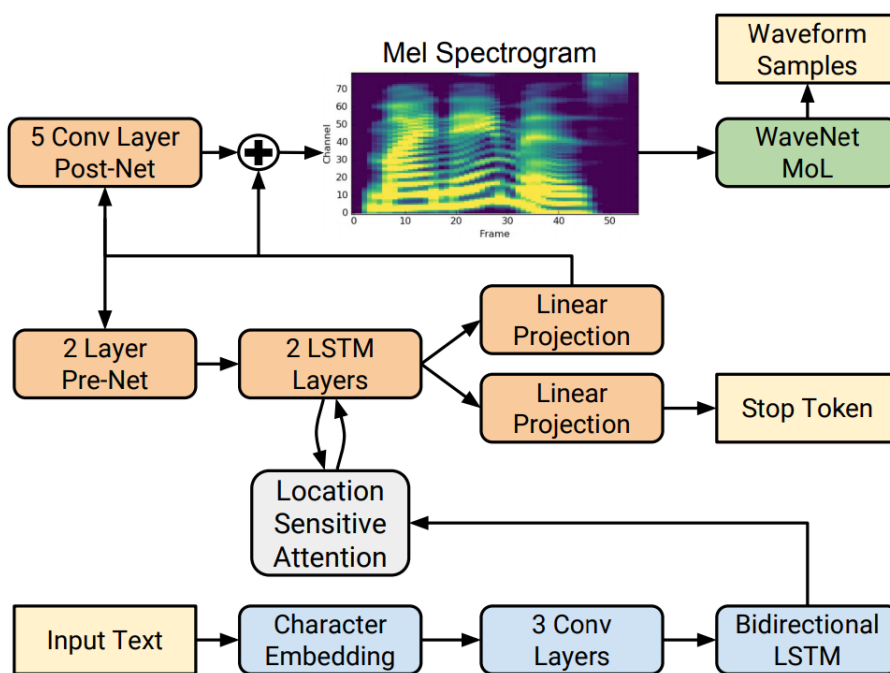 Waveform
Samples
Mel Spectrogram
5 Conv Layer
Post-Net
WaveNet
MoL
Channel
70
60
50
40
30
20
10
0
0 10 20 30 40 50
Frame
Linear
Projection
2 Layer
Pre-Net
2 LSTM
Layers
Linear
Projection
Stop Token
Location
Sensitive
Attention
Input Text
Character
Embedding
3 Conv
Layers
Bidirectional
LSTM